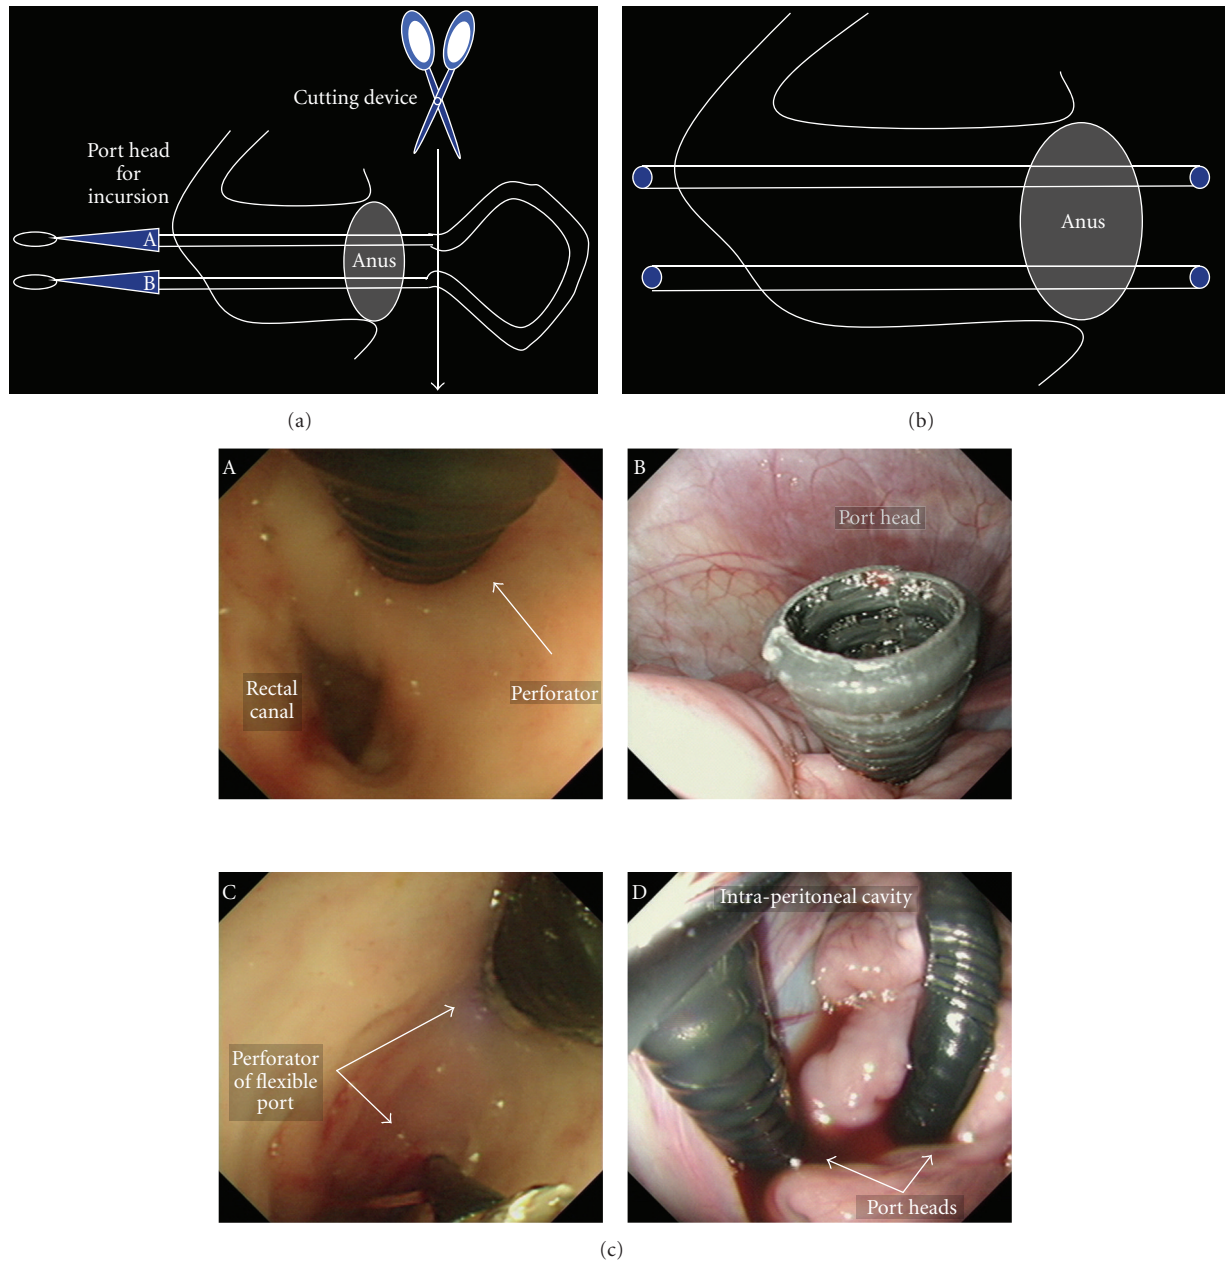 Cutting device
Port head
for
incursion
A
B
Anus
Anus
(a)
(b)
A
Rectal
canal
Perforator
B
Port head
C
Perforator
of flexible
port
D
Intra-peritoneal cavity
Port heads
(c)